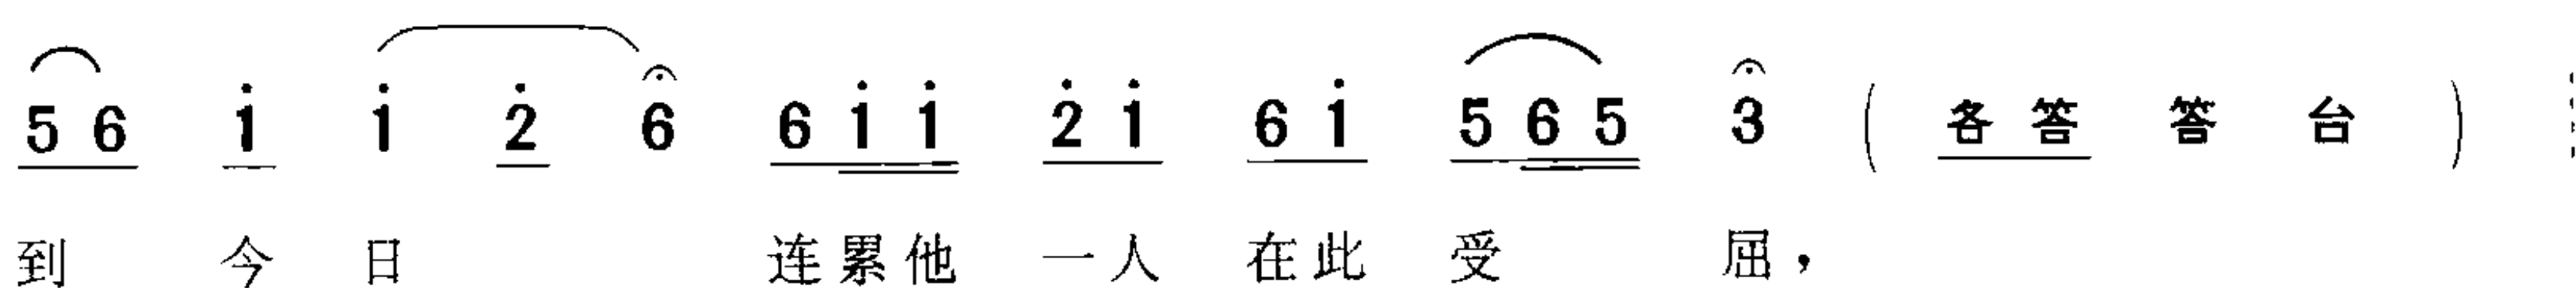 5 6 i̇ i̇ 2̇ 6 6 i̇ i̇ 2̇ i̇ 6 i̇ 5 6 5 3 ( 各 答 答 台 )
到 今 日 连 累 他 一 人 在 此 受 屈，